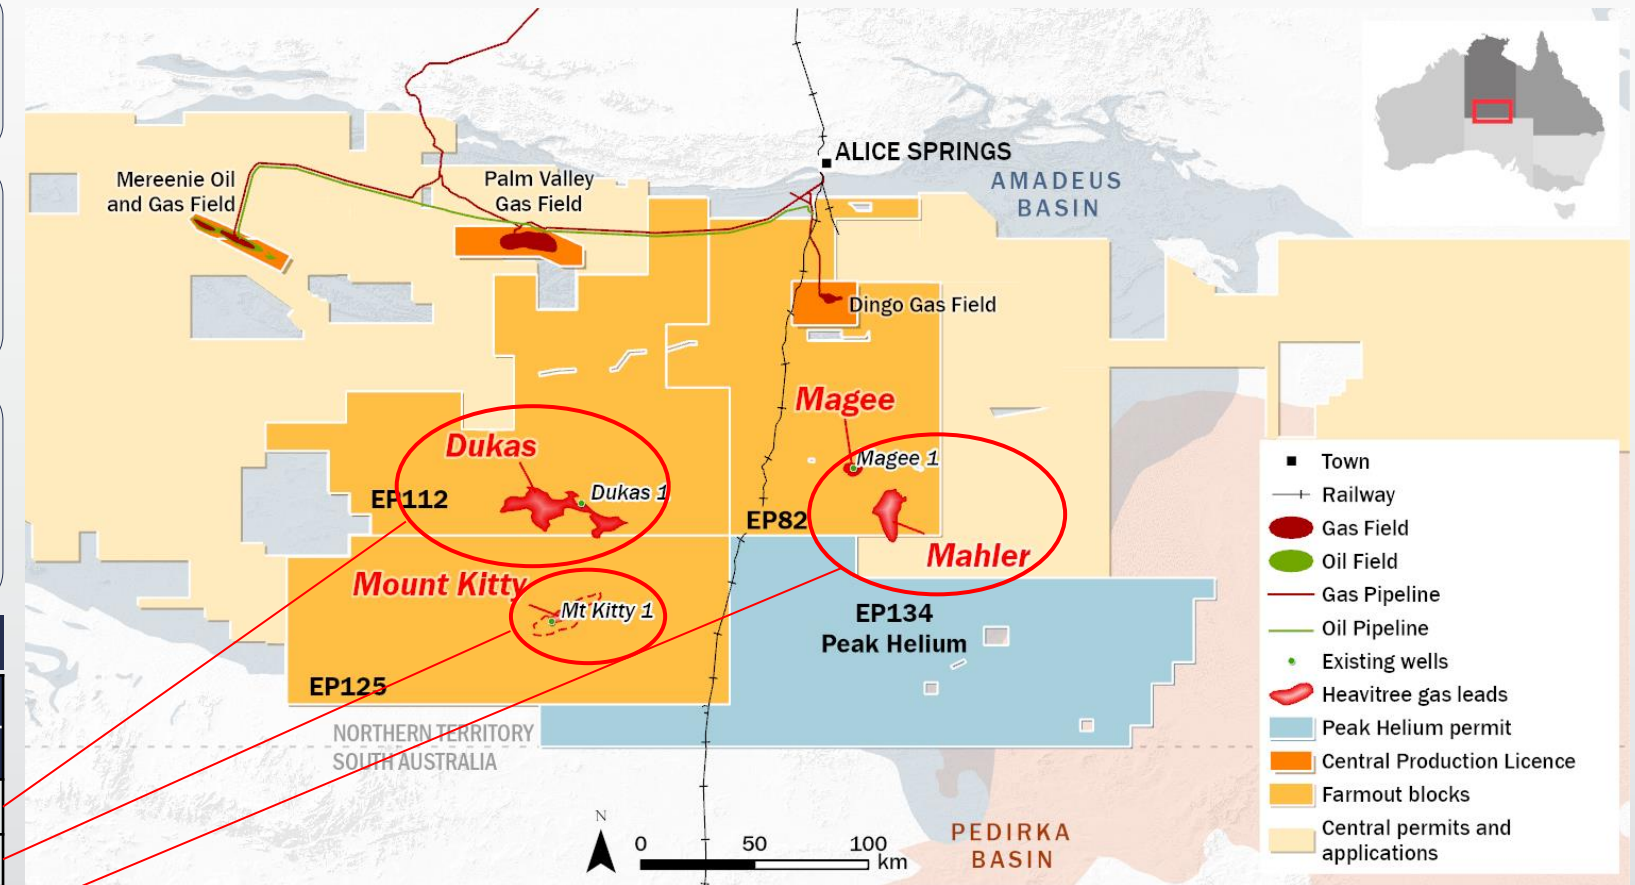 ALICE SPRINGS
AMADEUS
BASIN
Mereenie Oil
and Gas Field
Palm Valley
Gas Field
Dingo Gas Field
Magee
Magee 1
Dukas
Dukas 1
EP112
EP82
Mahler
Mount Kitty
Mt Kitty 1
EP134
Peak Helium
EP125
NORTHERN TERRITORY
SOUTH AUSTRALIA
PEDIRKA
BASIN
N
0 50 100
km
Town
Railway
Gas Field
Oil Field
Gas Pipeline
Oil Pipeline
Existing wells
Heavitree gas leads
Peak Helium permit
Central Production Licence
Farmout blocks
Central permits and
applications